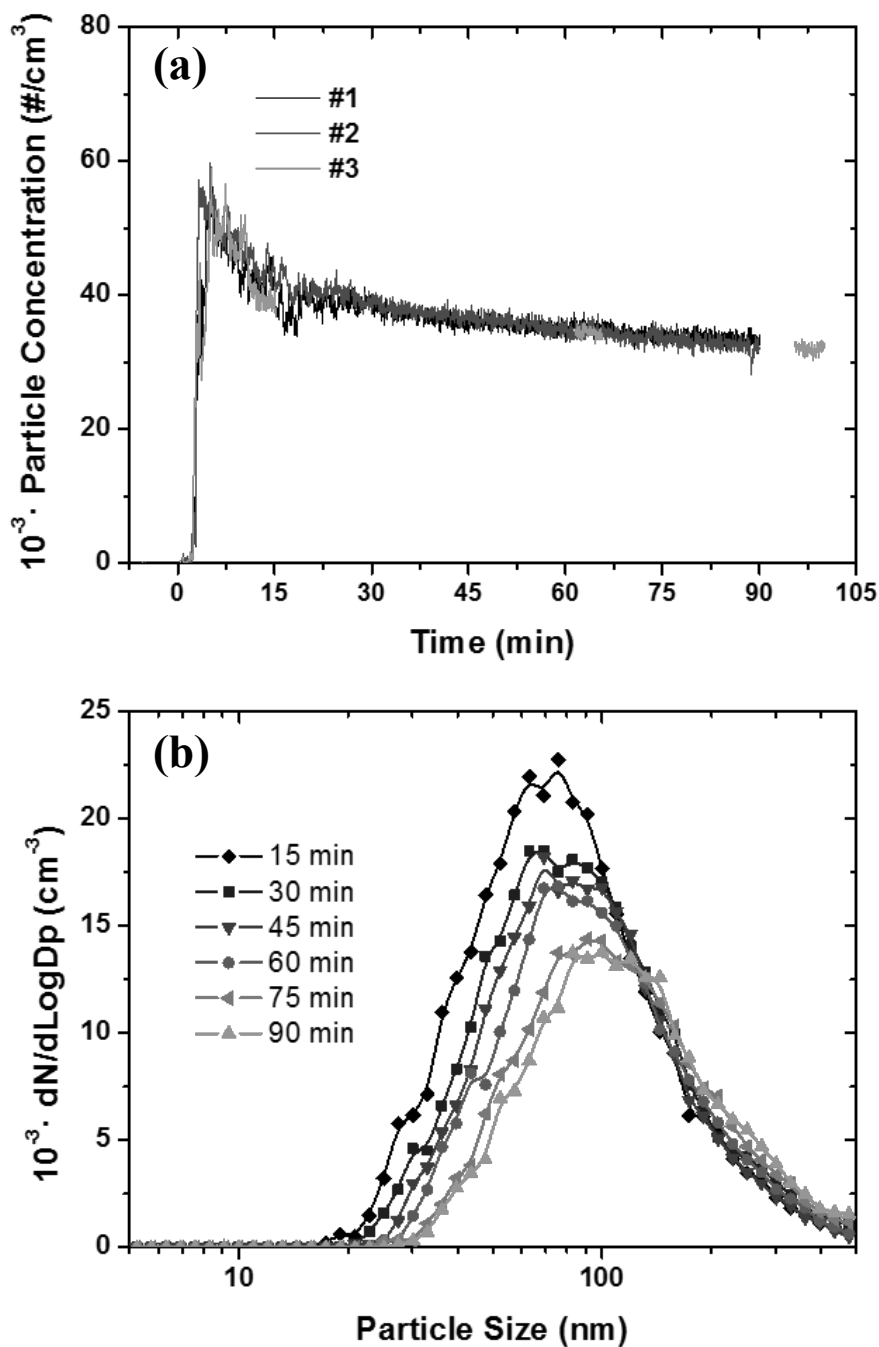 (a)
#1
#2
#3
80
60
40
20
0
10⁻³· Particle Concentration (#/cm³)
0 15 30 45 60 75 90 105
Time (min)
(b)
15 min
30 min
45 min
60 min
75 min
90 min
25
20
15
10
5
0
10⁻³· dN/dLogDp (cm⁻³)
10 100
Particle Size (nm)